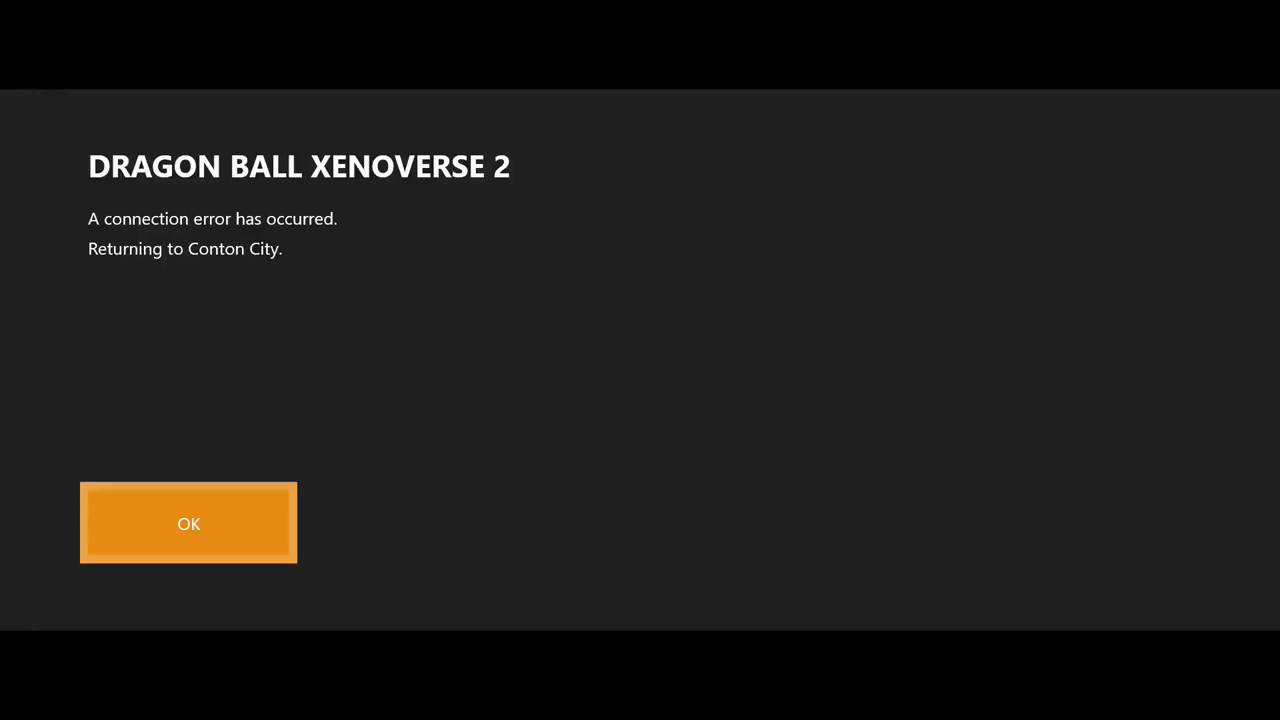 DRAGON BALL XENOVERSE 2
A connection error has occurred.
Returning to Conton City.
OK